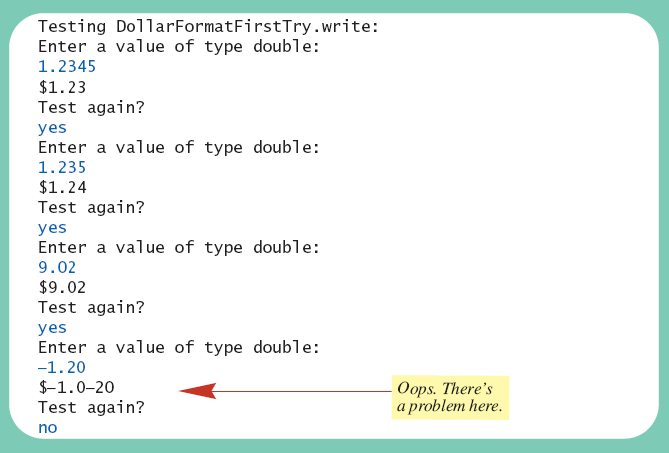 Testing DollarFormatFirstTry.write:
Enter a value of type double:
1.2345
$1.23
Test again?
yes
Enter a value of type double:
1.235
$1.24
Test again?
yes
Enter a value of type double:
9.02
$9.02
Test again?
yes
Enter a value of type double:
–1.20
$–1.0–20
Oops. There's
a problem here.
Test again?
no